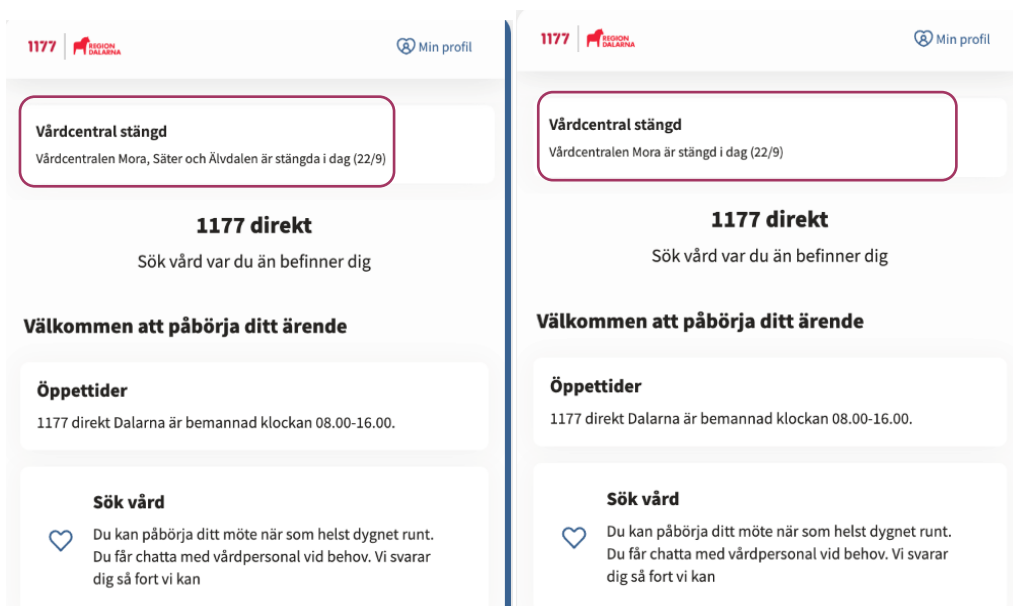 1177 REGION DALARNA Min profil
Vårdcentral stängd
Vårdcentralen Mora, Säter och Älvdalen är stängda i dag (22/9)
1177 direkt
Sök vård var du än befinner dig
Välkommen att påbörja ditt ärende
Öppettider
1177 direkt Dalarna är bemannad klockan 08.00-16.00.
Sök vård
Du kan påbörja ditt möte när som helst dygnet runt.
Du får chatta med vårdpersonal vid behov. Vi svarar
dig så fort vi kan
1177 REGION DALARNA Min profil
Vårdcentral stängd
Vårdcentralen Mora är stängd i dag (22/9)
1177 direkt
Sök vård var du än befinner dig
Välkommen att påbörja ditt ärende
Öppettider
1177 direkt Dalarna är bemannad klockan 08.00-16.00.
Sök vård
Du kan påbörja ditt möte när som helst dygnet runt.
Du får chatta med vårdpersonal vid behov. Vi svarar
dig så fort vi kan